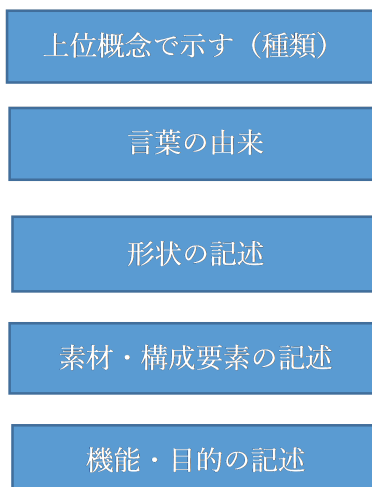 上位概念で示す（種類）
言葉の由来
形状の記述
素材・構成要素の記述
機能・目的の記述